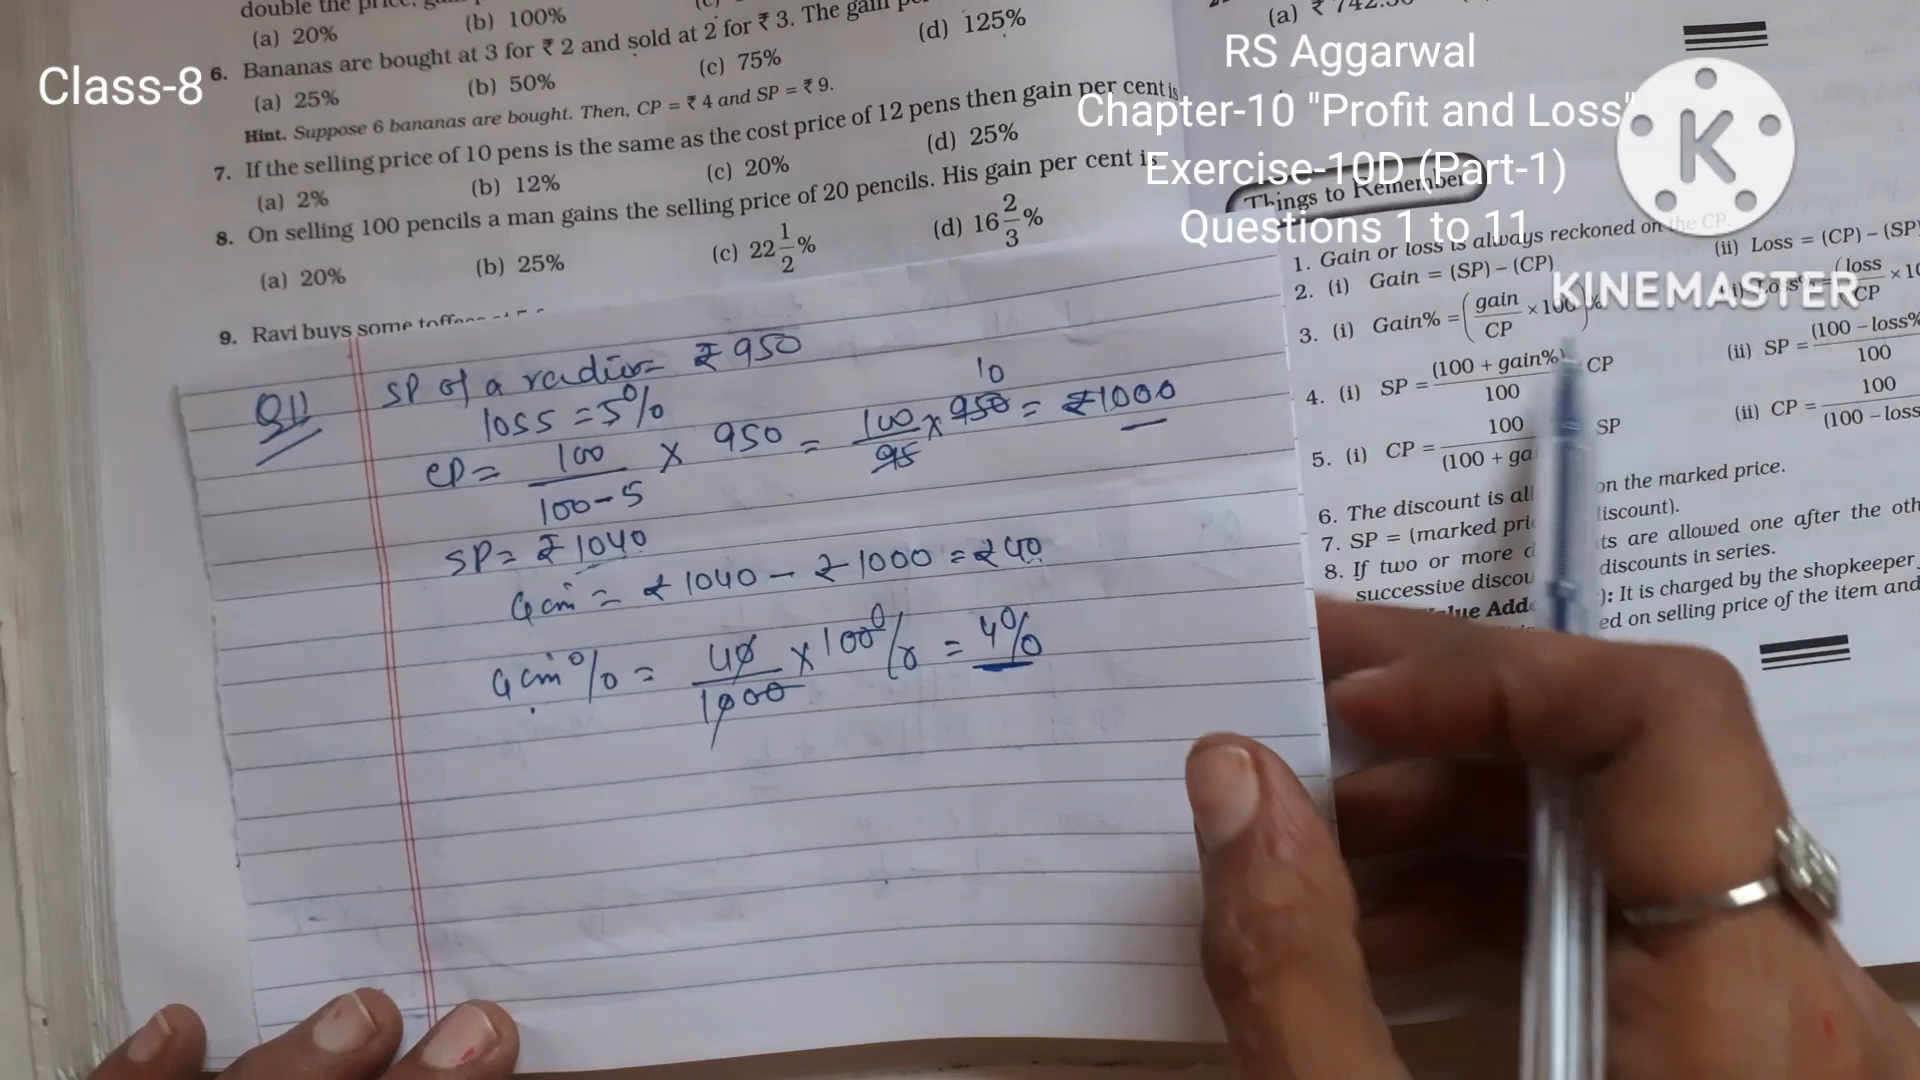 double the price,
(a) 20%
(b) 100%
(c)
6. Bananas are bought at 3 for ₹ 2 and sold at 2 for ₹ 3. The gain
(a) 25%
(b) 50%
(c) 75%
(d) 125%
Hint. Suppose 6 bananas are bought. Then, CP = ₹ 4 and SP = ₹ 9.
7. If the selling price of 10 pens is the same as the cost price of 12 pens then gain per cent is
(a) 2%
(b) 12%
(c) 20%
(d) 25%
8. On selling 100 pencils a man gains the selling price of 20 pencils. His gain per cent is
(a) 20%
(b) 25%
(c) 22 1/2 %
(d) 16 2/3 %
9. Ravi buys some
Q11 SP of a radio = ₹ 950
loss = 5%
CP = 100/(100-5) × 950 = 100/95 × 950 = ₹1000
10
SP = ₹ 1040
Gain = ₹ 1040 - ₹ 1000 = ₹ 40
Gain% = 40/1000 × 100% = 4%
Class-8
RS Aggarwal
Chapter-10 "Profit and Loss"
Exercise-10D (Part-1)
Questions 1 to 11
K
KINEMASTER
(a) ₹
Things to Remember
1. Gain or loss is always reckoned on the CP.
2. (i) Gain = (SP) – (CP)
(ii) Loss = (CP) – (SP
3. (i) Gain% = (gain/CP × 100)%
loss/CP ×
4. (i) SP = (100 + gain%)/100 CP
(ii) SP = (100 – loss%/100
5. (i) CP = 100/(100 + SP
(ii) CP = 100/(100 – loss
6. The discount is on the marked price.
7. SP = (marked
8. If two or more are allowed one after the
successive discounts in series.
): It is charged by the shopkeeper
on selling price of the item and